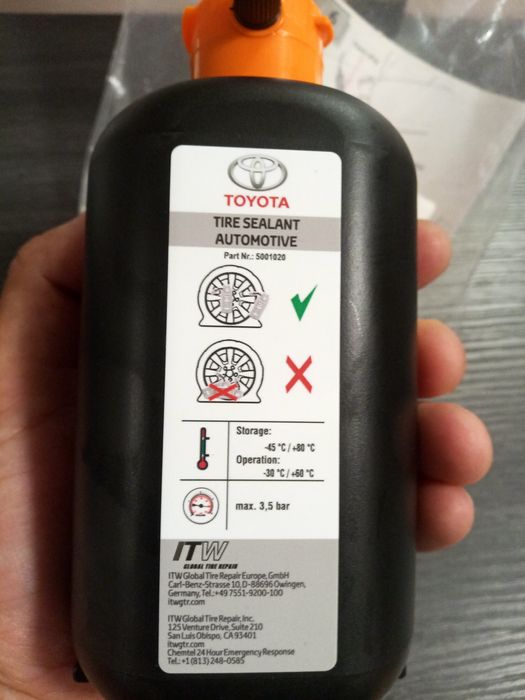 TOYOTA
TIRE SEALANT
AUTOMOTIVE
Part Nr.: 5001020
Storage:
-45 °C / +80 °C
Operation:
-30 °C / +60 °C
max. 3,5 bar
ITW
GLOBAL TIRE REPAIR
ITW Global Tire Repair Europe, GmbH
Carl-Benz-Strasse 10, D-88696 Owingen,
Germany, Tel.: +49 7551-9200-100
itwgtr.com
ITW Global Tire Repair, Inc.
125 Venture Drive, Suite 210
San Luis Obispo, CA 93401
itwgtr.com
Chemtel 24 Hour Emergency Response
Tel.: +1 (813) 248-0585